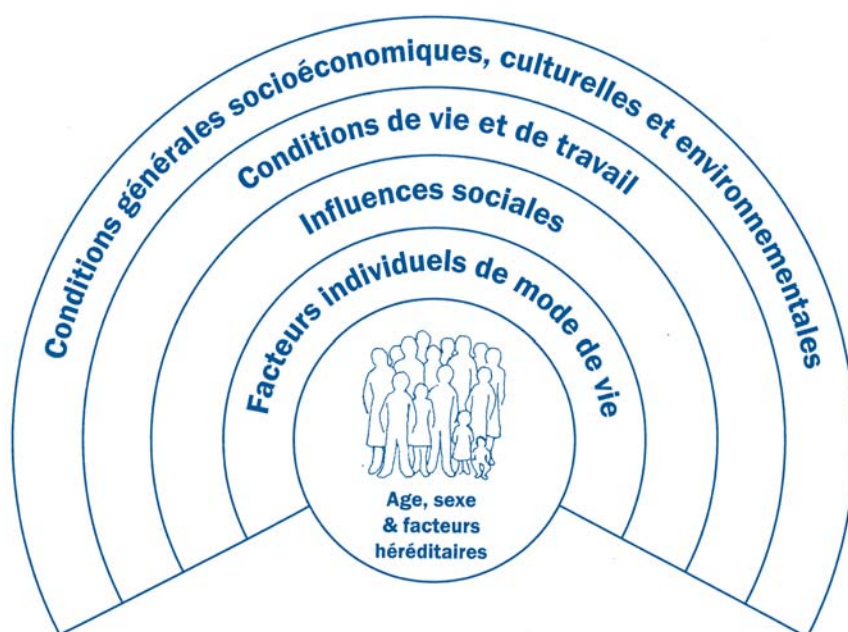 Conditions générales socioéconomiques, culturelles et environnementales
Conditions de vie et de travail
Influences sociales
Facteurs individuels de mode de vie
Age, sexe
& facteurs
héréditaires